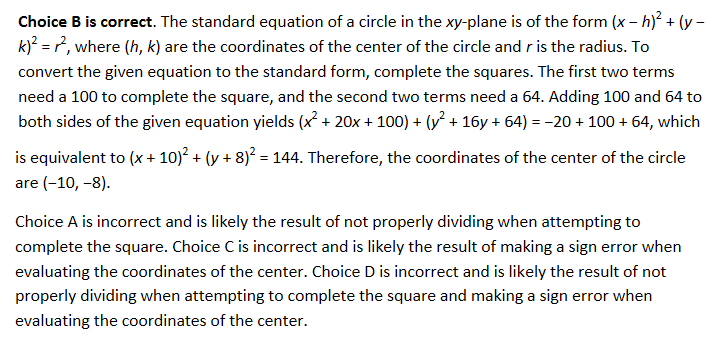 Choice B is correct. The standard equation of a circle in the xy-plane is of the form (x – h)² + (y –
k)² = r², where (h, k) are the coordinates of the center of the circle and r is the radius. To
convert the given equation to the standard form, complete the squares. The first two terms
need a 100 to complete the square, and the second two terms need a 64. Adding 100 and 64 to
both sides of the given equation yields (x² + 20x + 100) + (y² + 16y + 64) = –20 + 100 + 64, which
is equivalent to (x + 10)² + (y + 8)² = 144. Therefore, the coordinates of the center of the circle
are (–10, –8).
Choice A is incorrect and is likely the result of not properly dividing when attempting to
complete the square. Choice C is incorrect and is likely the result of making a sign error when
evaluating the coordinates of the center. Choice D is incorrect and is likely the result of not
properly dividing when attempting to complete the square and making a sign error when
evaluating the coordinates of the center.